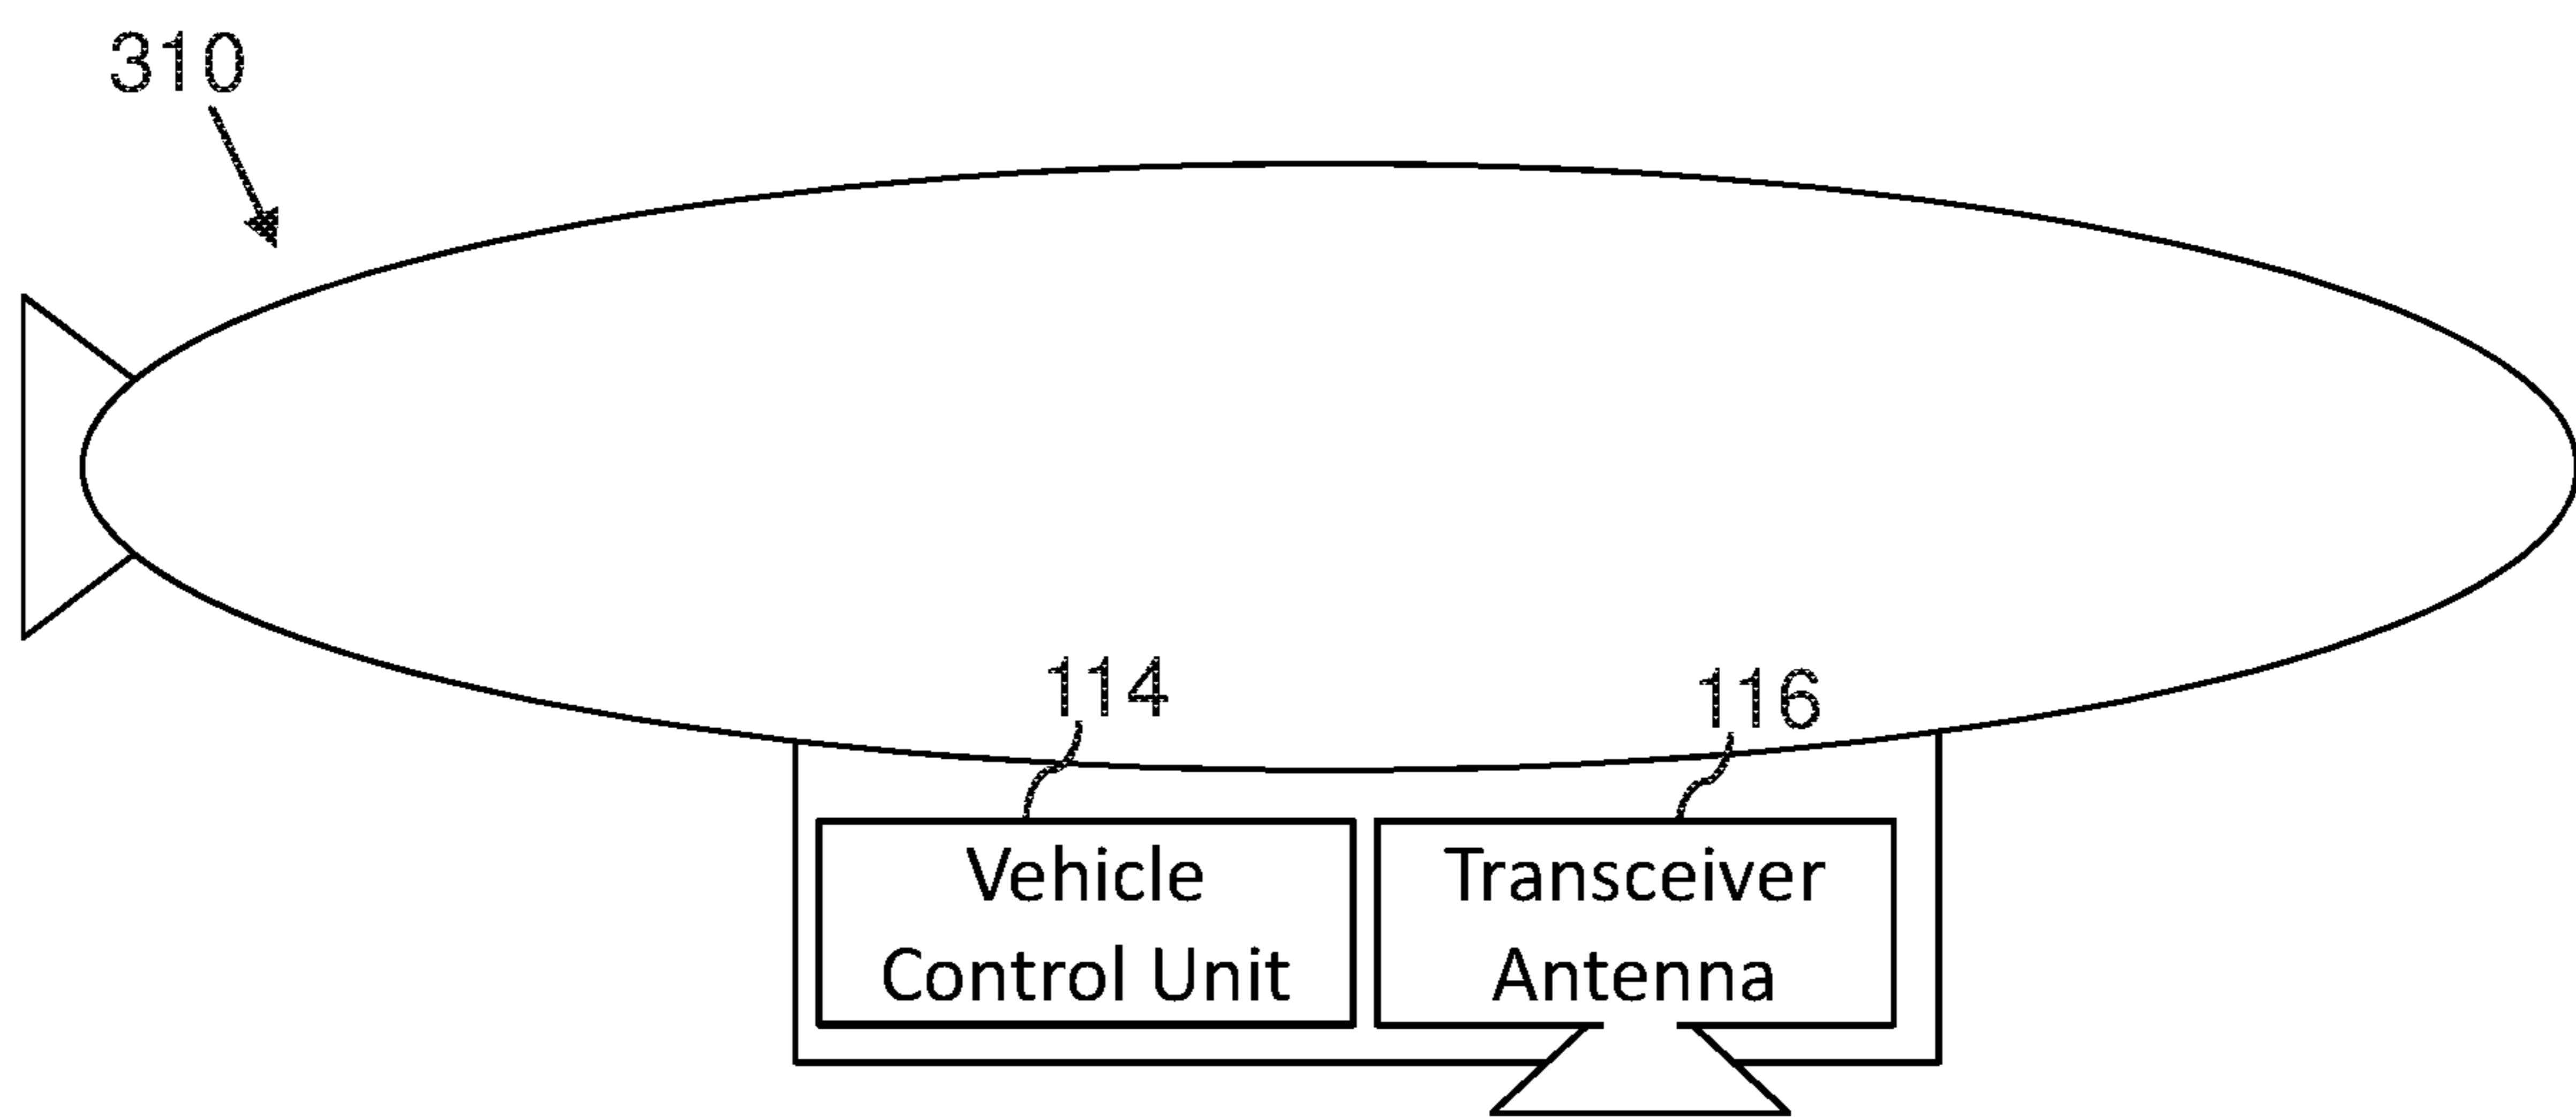 310
114
116
Vehicle
Control Unit
Transceiver
Antenna